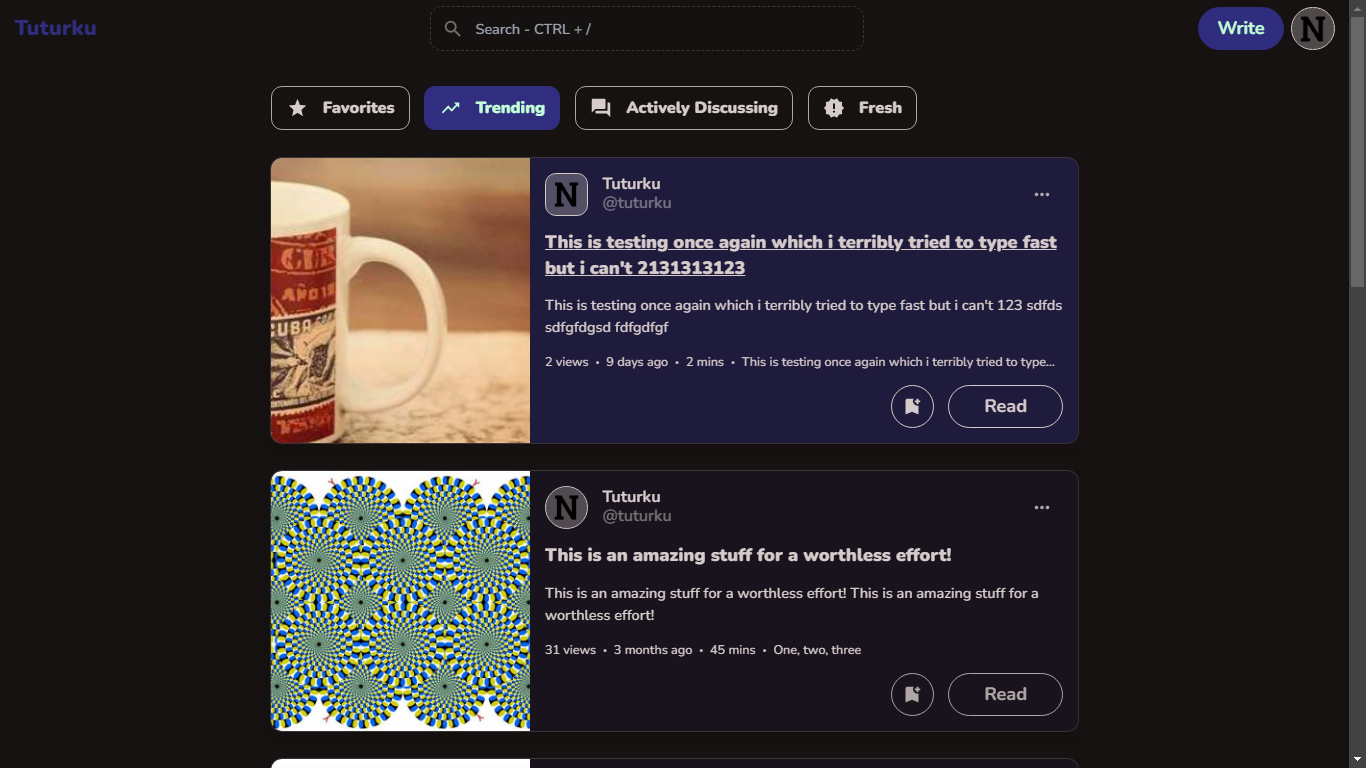 Tuturku
Search - CTRL + /
Write
N
Favorites
Trending
Actively Discussing
Fresh
N
Tuturku
@tuturku
This is testing once again which i terribly tried to type fast
but i can't 2131313123
This is testing once again which i terribly tried to type fast but i can't 123 sdfds
sdfgfdgsd fdfgdfgf
2 views • 9 days ago • 2 mins • This is testing once again which i terribly tried to type...
Read
CUBA
N
Tuturku
@tuturku
This is an amazing stuff for a worthless effort!
This is an amazing stuff for a worthless effort! This is an amazing stuff for a
worthless effort!
31 views • 3 months ago • 45 mins • One, two, three
Read